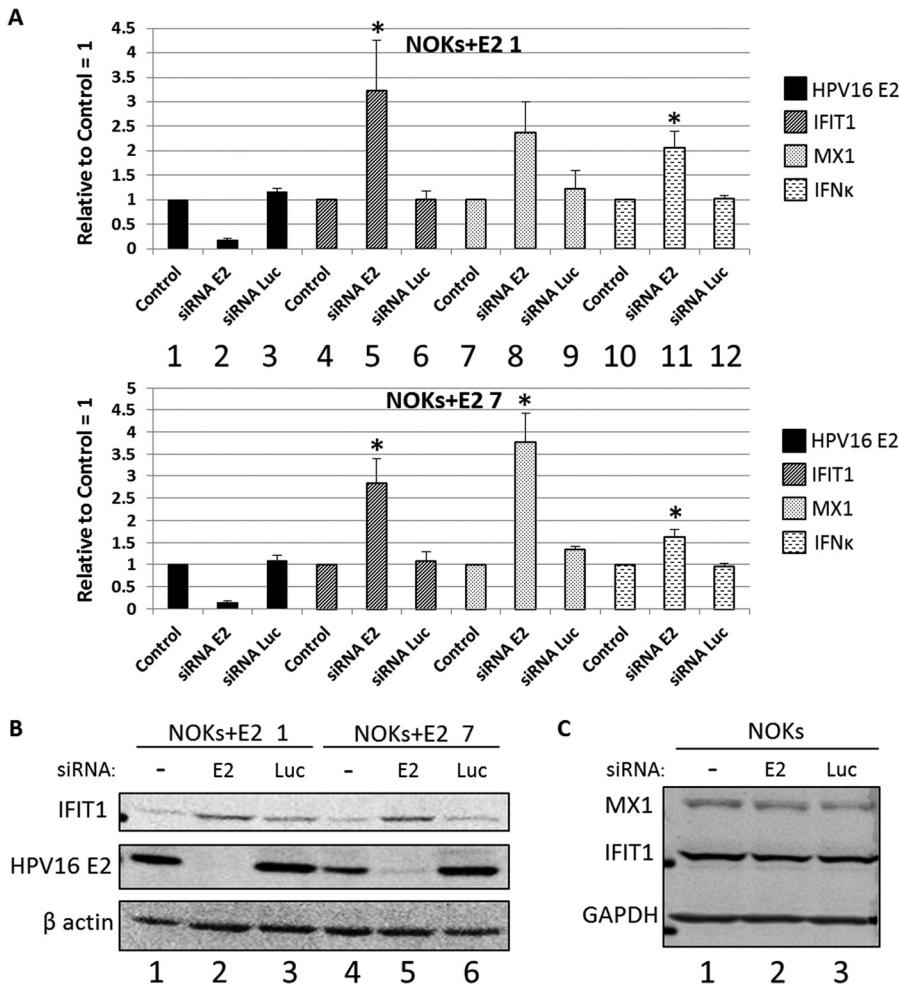 A
Relative to Control = 1
4.5
4
3.5
3
2.5
2
1.5
1
0.5
0
NOKs+E2 1
*
*
HPV16 E2
IFIT1
MX1
IFNκ
Control
siRNA E2
siRNA Luc
Control
siRNA E2
siRNA Luc
Control
siRNA E2
siRNA Luc
Control
siRNA E2
siRNA Luc
1 2 3 4 5 6 7 8 9 10 11 12
Relative to Control = 1
5
4.5
4
3.5
3
2.5
2
1.5
1
0.5
0
NOKs+E2 7
*
*
*
HPV16 E2
IFIT1
MX1
IFNκ
Control
siRNA E2
siRNA Luc
Control
siRNA E2
siRNA Luc
Control
siRNA E2
siRNA Luc
Control
siRNA E2
siRNA Luc
B
NOKs+E2 1 NOKs+E2 7
siRNA: - E2 Luc - E2 Luc
IFIT1
HPV16 E2
β actin
1 2 3 4 5 6
C
NOKs
siRNA: - E2 Luc
MX1
IFIT1
GAPDH
1 2 3